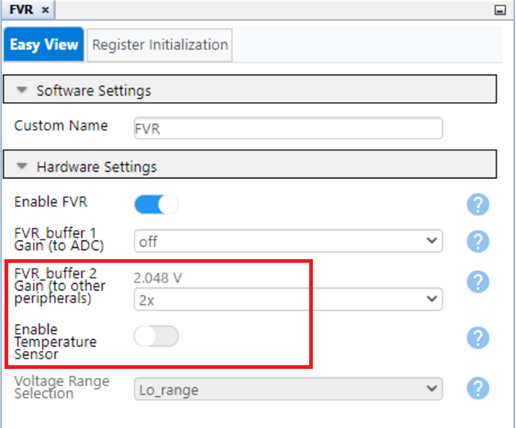 FVR ×
Easy View
Register Initialization
Software Settings
Custom Name
FVR
Hardware Settings
Enable FVR
?
FVR_buffer 1
Gain (to ADC)
off
?
FVR_buffer 2
Gain (to other
peripherals)
2.048 V
2x
?
Enable
Temperature
Sensor
?
Voltage Range
Selection
Lo_range
?